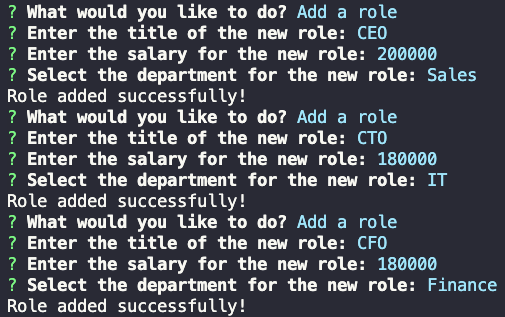 ? What would you like to do? Add a role
? Enter the title of the new role: CEO
? Enter the salary for the new role: 200000
? Select the department for the new role: Sales
Role added successfully!
? What would you like to do? Add a role
? Enter the title of the new role: CTO
? Enter the salary for the new role: 180000
? Select the department for the new role: IT
Role added successfully!
? What would you like to do? Add a role
? Enter the title of the new role: CFO
? Enter the salary for the new role: 180000
? Select the department for the new role: Finance
Role added successfully!